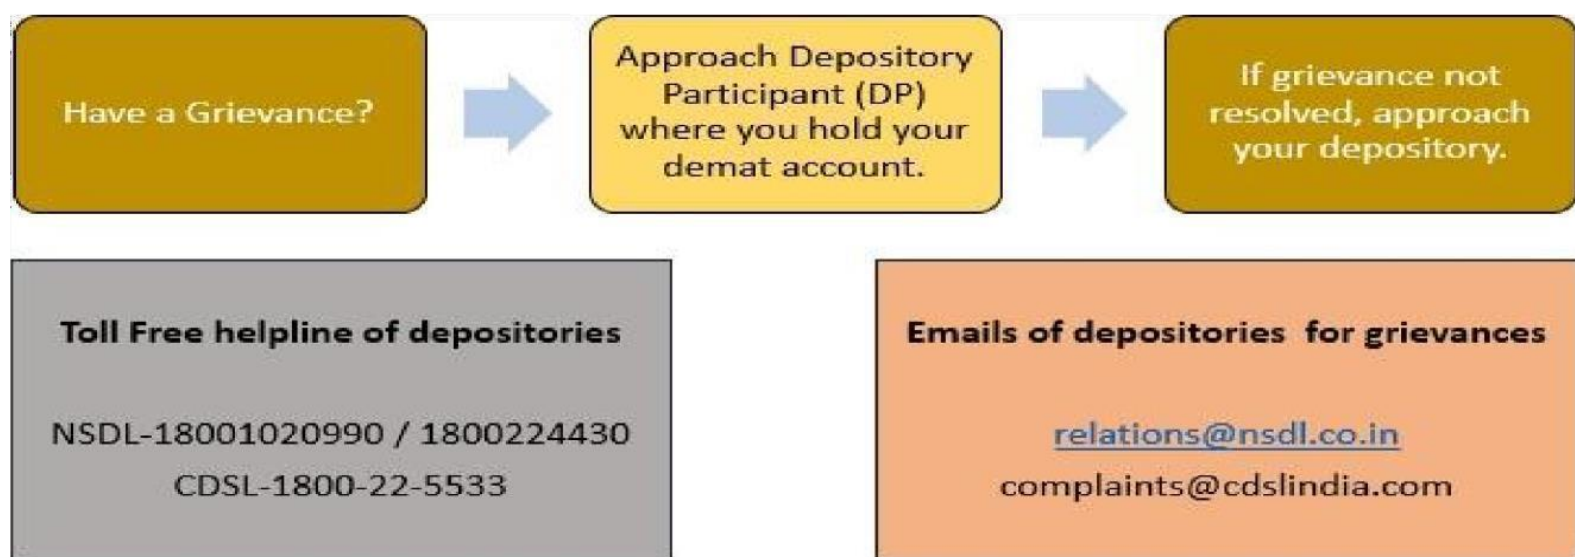 Have a Grievance?
Approach Depository
Participant (DP)
where you hold your
demat account.
If grievance not
resolved, approach
your depository.
Toll Free helpline of depositories
NSDL-18001020990 / 1800224430
CDSL-1800-22-5533
Emails of depositories for grievances
relations@nsdl.co.in
complaints@cdslindia.com